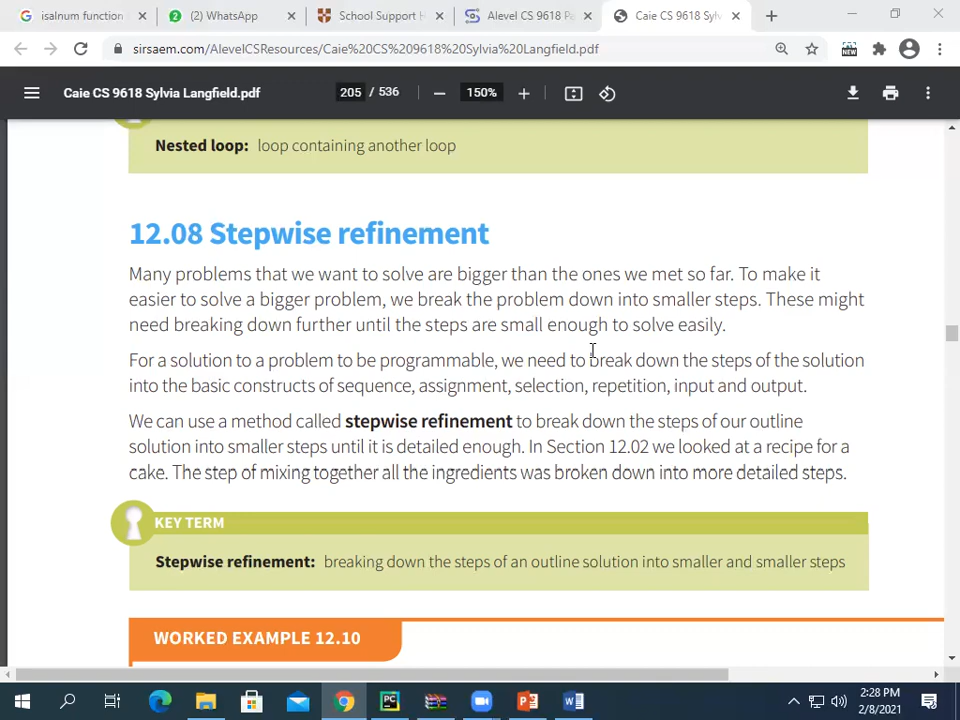 isalnum function
(2) WhatsApp
School Support H
Alevel CS 9618 Pa
Caie CS 9618 Sylv
sirsaem.com/AlevelCSResources/Caie%20CS%209618%20Sylvia%20Langfield.pdf
NEW
Caie CS 9618 Sylvia Langfield.pdf
205 / 536
150%
Nested loop: loop containing another loop
12.08 Stepwise refinement
Many problems that we want to solve are bigger than the ones we met so far. To make it
easier to solve a bigger problem, we break the problem down into smaller steps. These might
need breaking down further until the steps are small enough to solve easily.
For a solution to a problem to be programmable, we need to break down the steps of the solution
into the basic constructs of sequence, assignment, selection, repetition, input and output.
We can use a method called stepwise refinement to break down the steps of our outline
solution into smaller steps until it is detailed enough. In Section 12.02 we looked at a recipe for a
cake. The step of mixing together all the ingredients was broken down into more detailed steps.
KEY TERM
Stepwise refinement: breaking down the steps of an outline solution into smaller and smaller steps
WORKED EXAMPLE 12.10
2:28 PM
2/8/2021